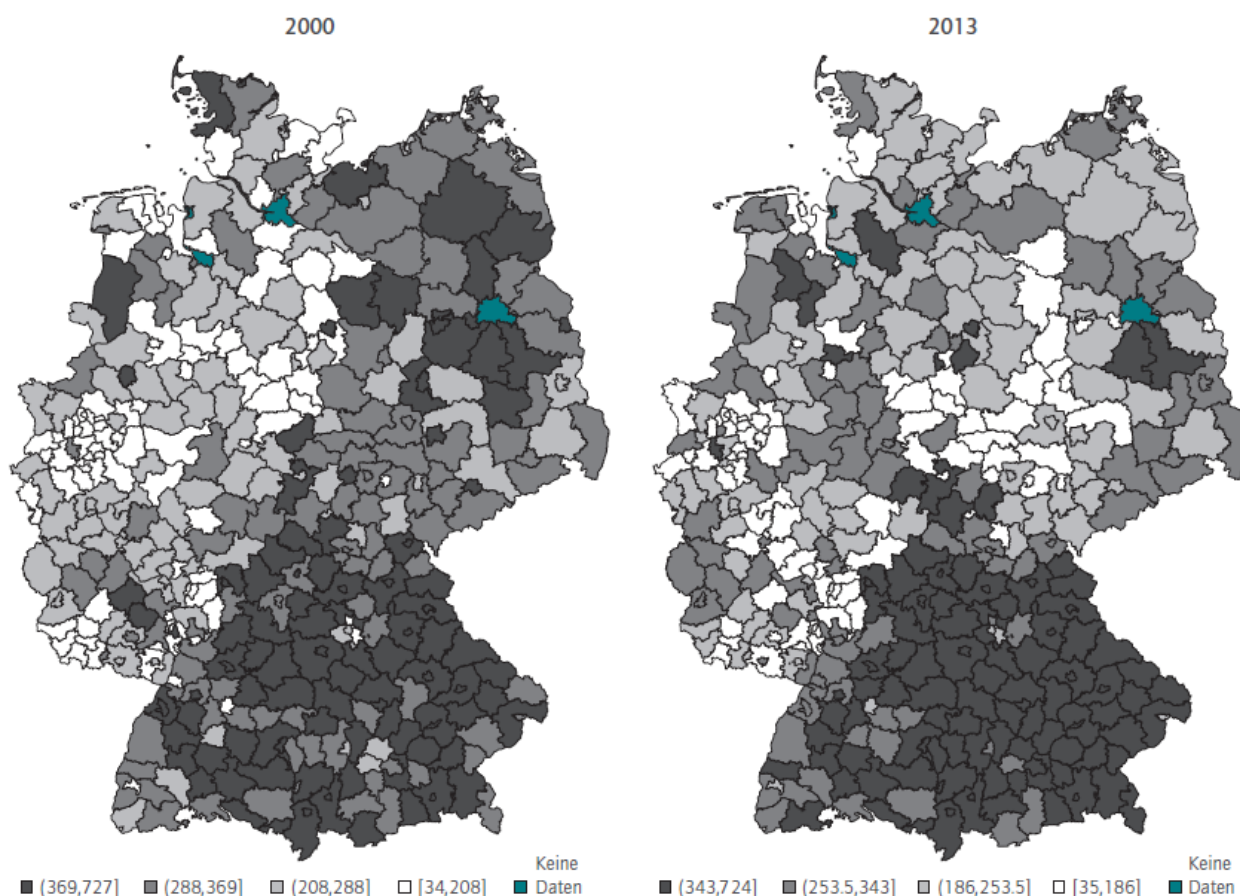 2000
2013
(369,727]
(288,369]
(208,288]
[34,208]
Keine
Daten
(343,724]
(253.5,343]
(186,253.5]
[35,186]
Keine
Daten